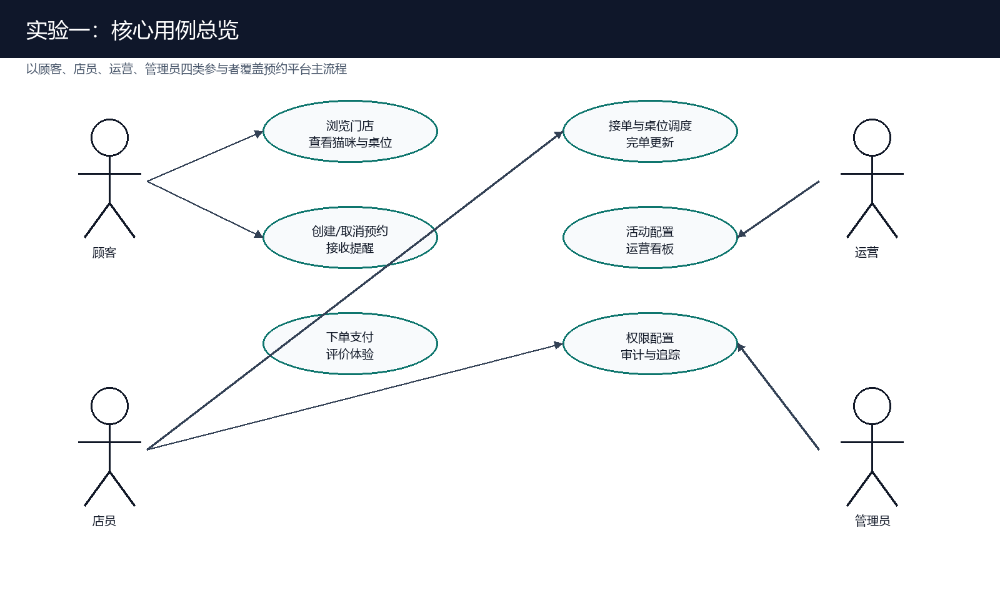 实验一：核心用例总览
以顾客、店员、运营、管理员四类参与者覆盖预约平台主流程
浏览门店
查看猫咪与桌位
接单与桌位调度
完单更新
创建/取消预约
接收提醒
活动配置
运营看板
顾客
运营
下单支付
评价体验
权限配置
审计与追踪
店员
管理员